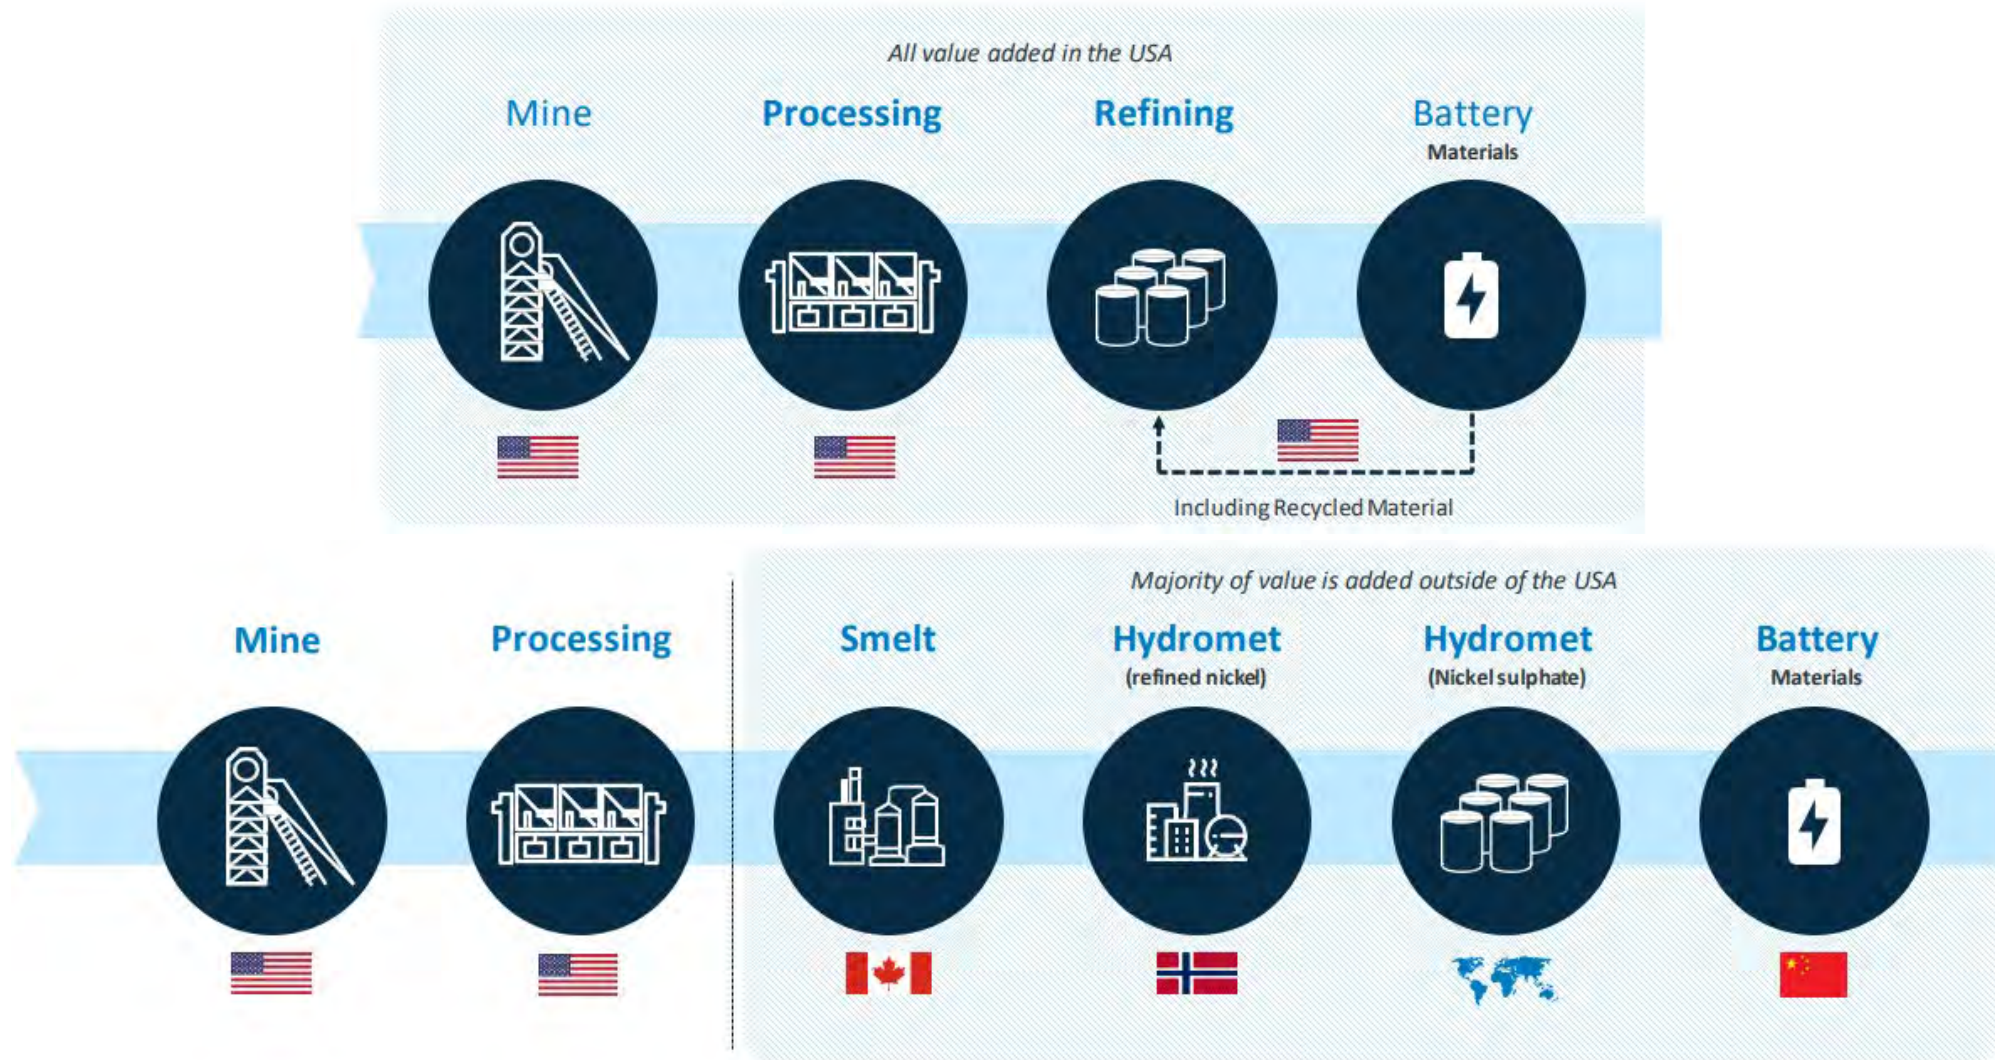 All value added in the USA
Mine Processing Refining Battery
Materials
Including Recycled Material
Majority of value is added outside of the USA
Mine Processing Smelt Hydromet Hydromet Battery
(refined nickel) (Nickel sulphate) Materials